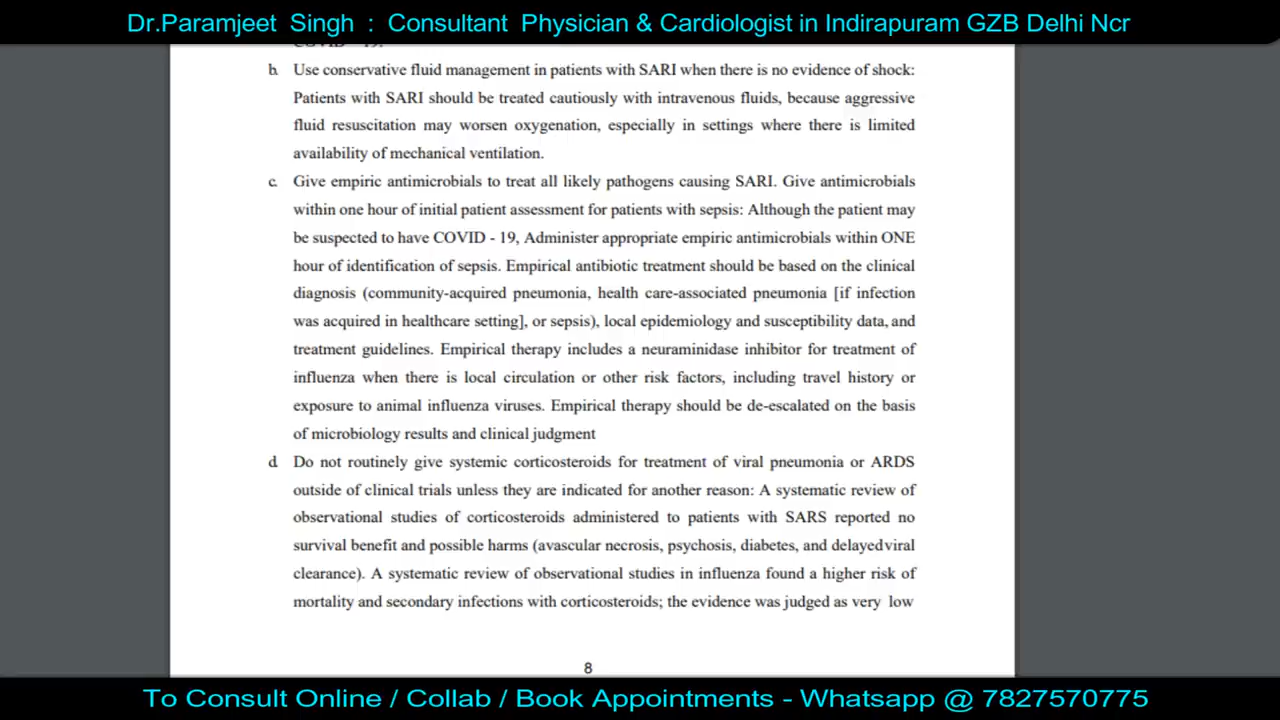 Dr.Paramjeet Singh : Consultant Physician & Cardiologist in Indirapuram GZB Delhi Ncr
COVID - 19.
b. Use conservative fluid management in patients with SARI when there is no evidence of shock:
Patients with SARI should be treated cautiously with intravenous fluids, because aggressive
fluid resuscitation may worsen oxygenation, especially in settings where there is limited
availability of mechanical ventilation.
c. Give empiric antimicrobials to treat all likely pathogens causing SARI. Give antimicrobials
within one hour of initial patient assessment for patients with sepsis: Although the patient may
be suspected to have COVID - 19, Administer appropriate empiric antimicrobials within ONE
hour of identification of sepsis. Empirical antibiotic treatment should be based on the clinical
diagnosis (community-acquired pneumonia, health care-associated pneumonia [if infection
was acquired in healthcare setting], or sepsis), local epidemiology and susceptibility data, and
treatment guidelines. Empirical therapy includes a neuraminidase inhibitor for treatment of
influenza when there is local circulation or other risk factors, including travel history or
exposure to animal influenza viruses. Empirical therapy should be de-escalated on the basis
of microbiology results and clinical judgment
d. Do not routinely give systemic corticosteroids for treatment of viral pneumonia or ARDS
outside of clinical trials unless they are indicated for another reason: A systematic review of
observational studies of corticosteroids administered to patients with SARS reported no
survival benefit and possible harms (avascular necrosis, psychosis, diabetes, and delayedviral
clearance). A systematic review of observational studies in influenza found a higher risk of
mortality and secondary infections with corticosteroids; the evidence was judged as very low
8
To Consult Online / Collab / Book Appointments - Whatsapp @ 7827570775